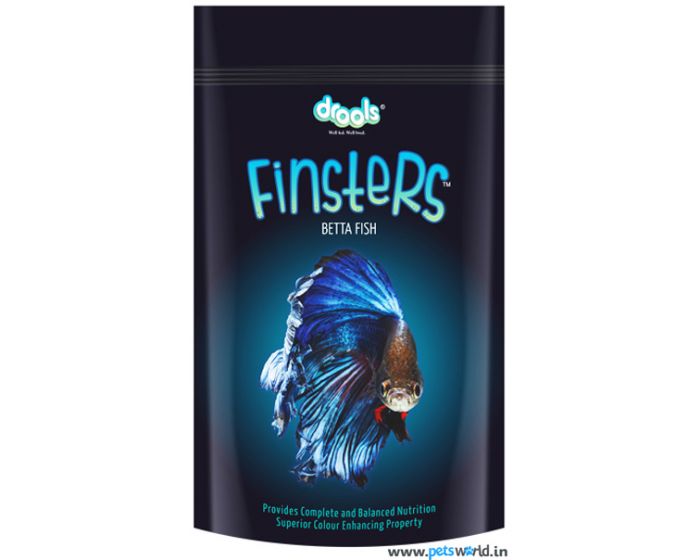 drools®
Well fed. Well bred.
FinsteRs™
BETTA FISH
Provides Complete and Balanced Nutrition
Superior Colour Enhancing Property
www.petsworld.in